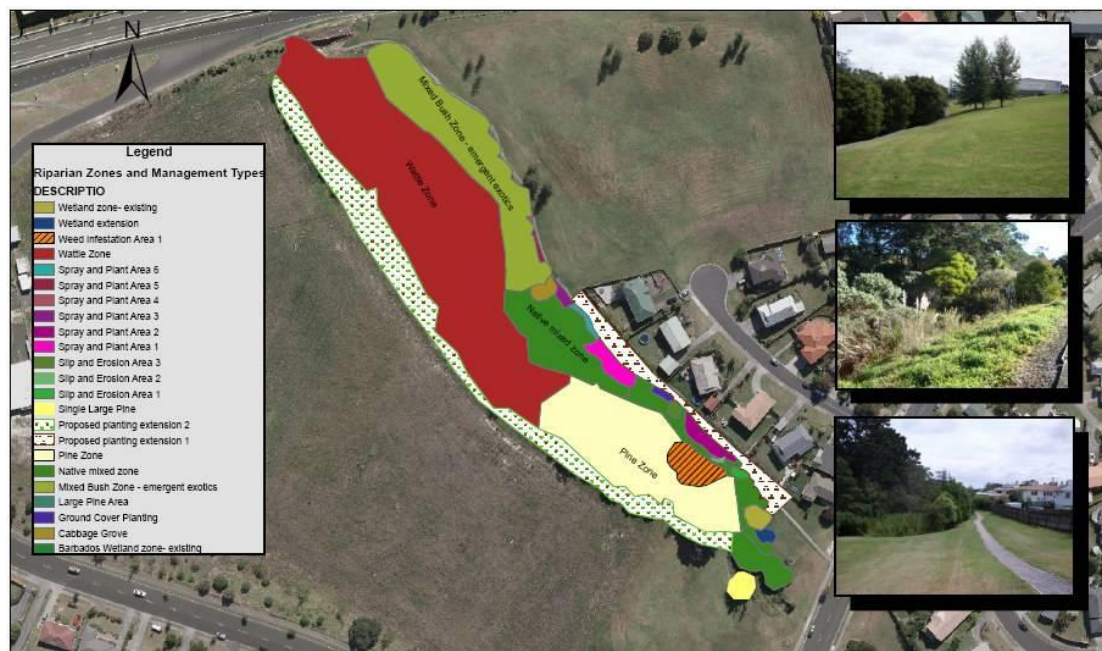 N
Legend
Riparian Zones and Management Types
DESCRIPTIO
Wetland zone- existing
Wetland extension
Weed Infestation Area 1
Wattle Zone
Spray and Plant Area 6
Spray and Plant Area 5
Spray and Plant Area 4
Spray and Plant Area 3
Spray and Plant Area 2
Spray and Plant Area 1
Slip and Erosion Area 3
Slip and Erosion Area 2
Slip and Erosion Area 1
Single Large Pine
Proposed planting extension 2
Proposed planting extension 1
Pine Zone
Native mixed zone
Mixed Bush Zone - emergent exotics
Large Pine Area
Ground Cover Planting
Cabbage Grove
Barbados Wetland zone- existing
Mixed Bush Zone - emergent exotics
Wattle Zone
Native mixed zone
Pine Zone